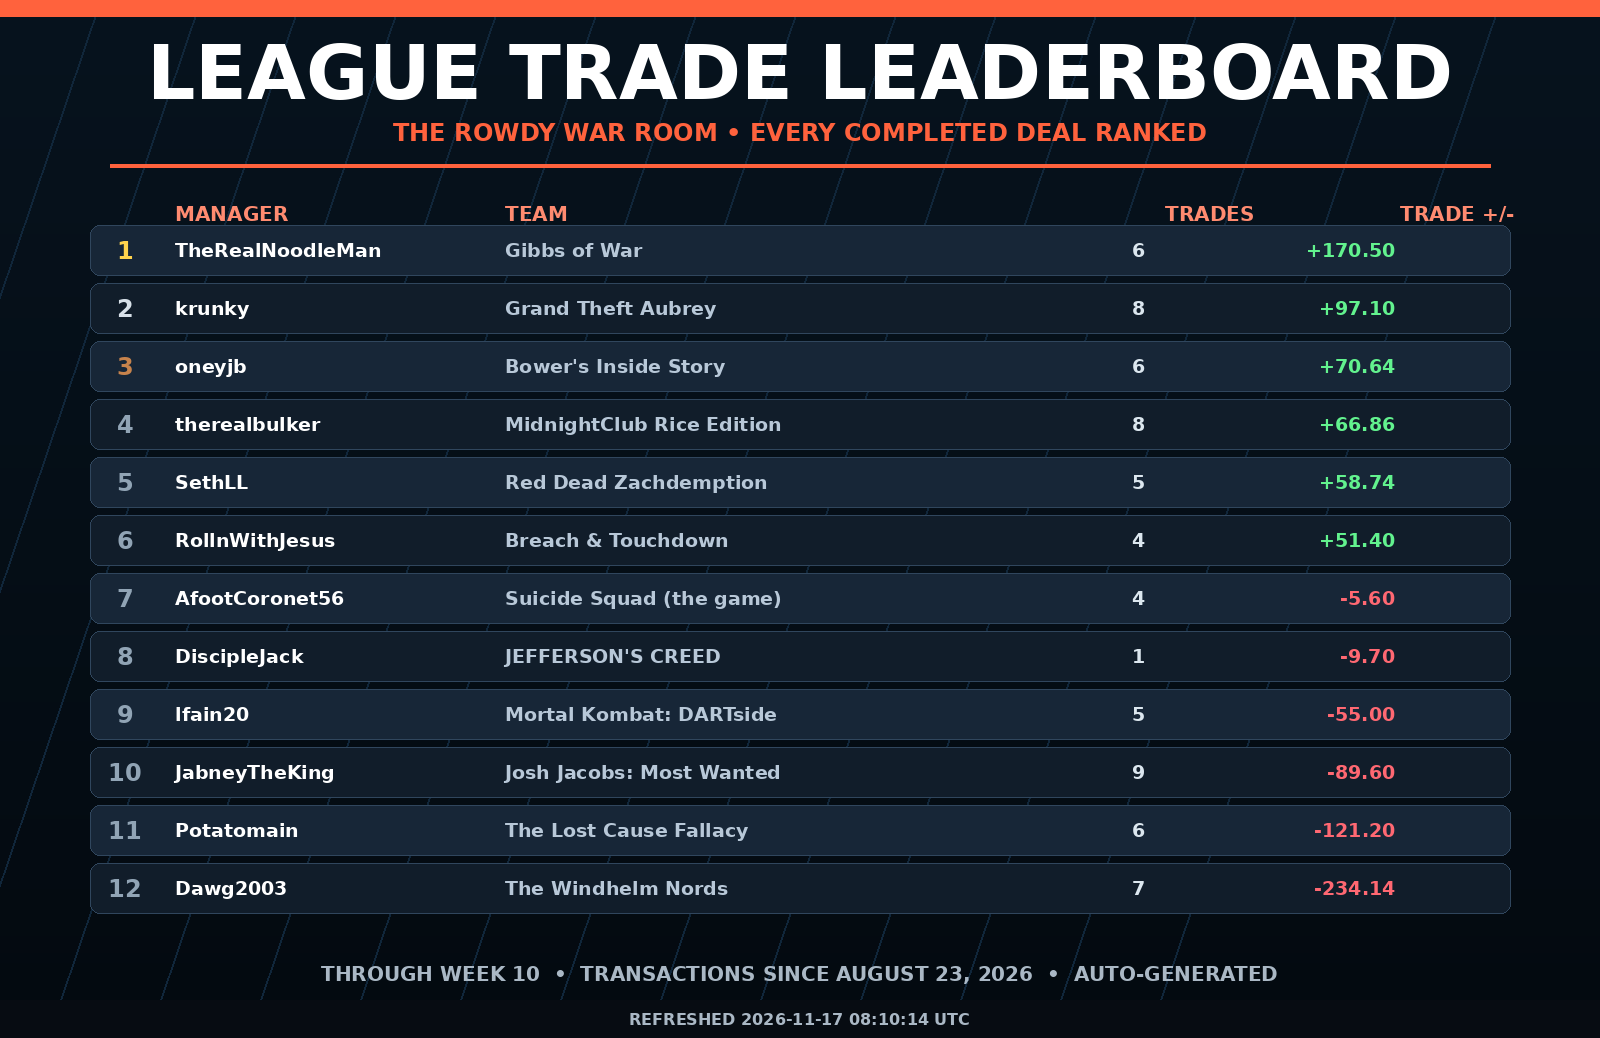 LEAGUE TRADE LEADERBOARD
THE ROWDY WAR ROOM • EVERY COMPLETED DEAL RANKED
MANAGER TEAM TRADES TRADE +/-
1 TheRealNoodleMan Gibbs of War 6 +170.50
2 krunky Grand Theft Aubrey 8 +97.10
3 oneyjb Bower's Inside Story 6 +70.64
4 therealbulker MidnightClub Rice Edition 8 +66.86
5 SethLL Red Dead Zachdemption 5 +58.74
6 RollnWithJesus Breach & Touchdown 4 +51.40
7 AfootCoronet56 Suicide Squad (the game) 4 -5.60
8 DiscipleJack JEFFERSON'S CREED 1 -9.70
9 lfain20 Mortal Kombat: DARTside 5 -55.00
10 JabneyTheKing Josh Jacobs: Most Wanted 9 -89.60
11 Potatomain The Lost Cause Fallacy 6 -121.20
12 Dawg2003 The Windhelm Nords 7 -234.14
THROUGH WEEK 10 • TRANSACTIONS SINCE AUGUST 23, 2026 • AUTO-GENERATED
REFRESHED 2026-11-17 08:10:14 UTC